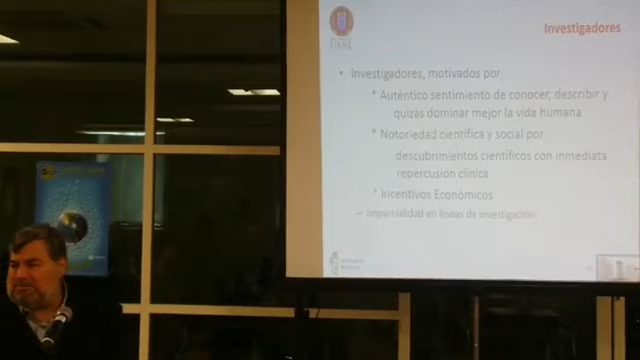 Investigadores
UANL
• Investigadores, motivados por
* Auténtico sentimiento de conocer, describir y
quizás dominar mejor la vida humana
* Notoriedad científica y social por
descubrimientos científicos con inmediata
repercusión clínica
* Incentivos Económicos
– Imparcialidad en líneas de investigación